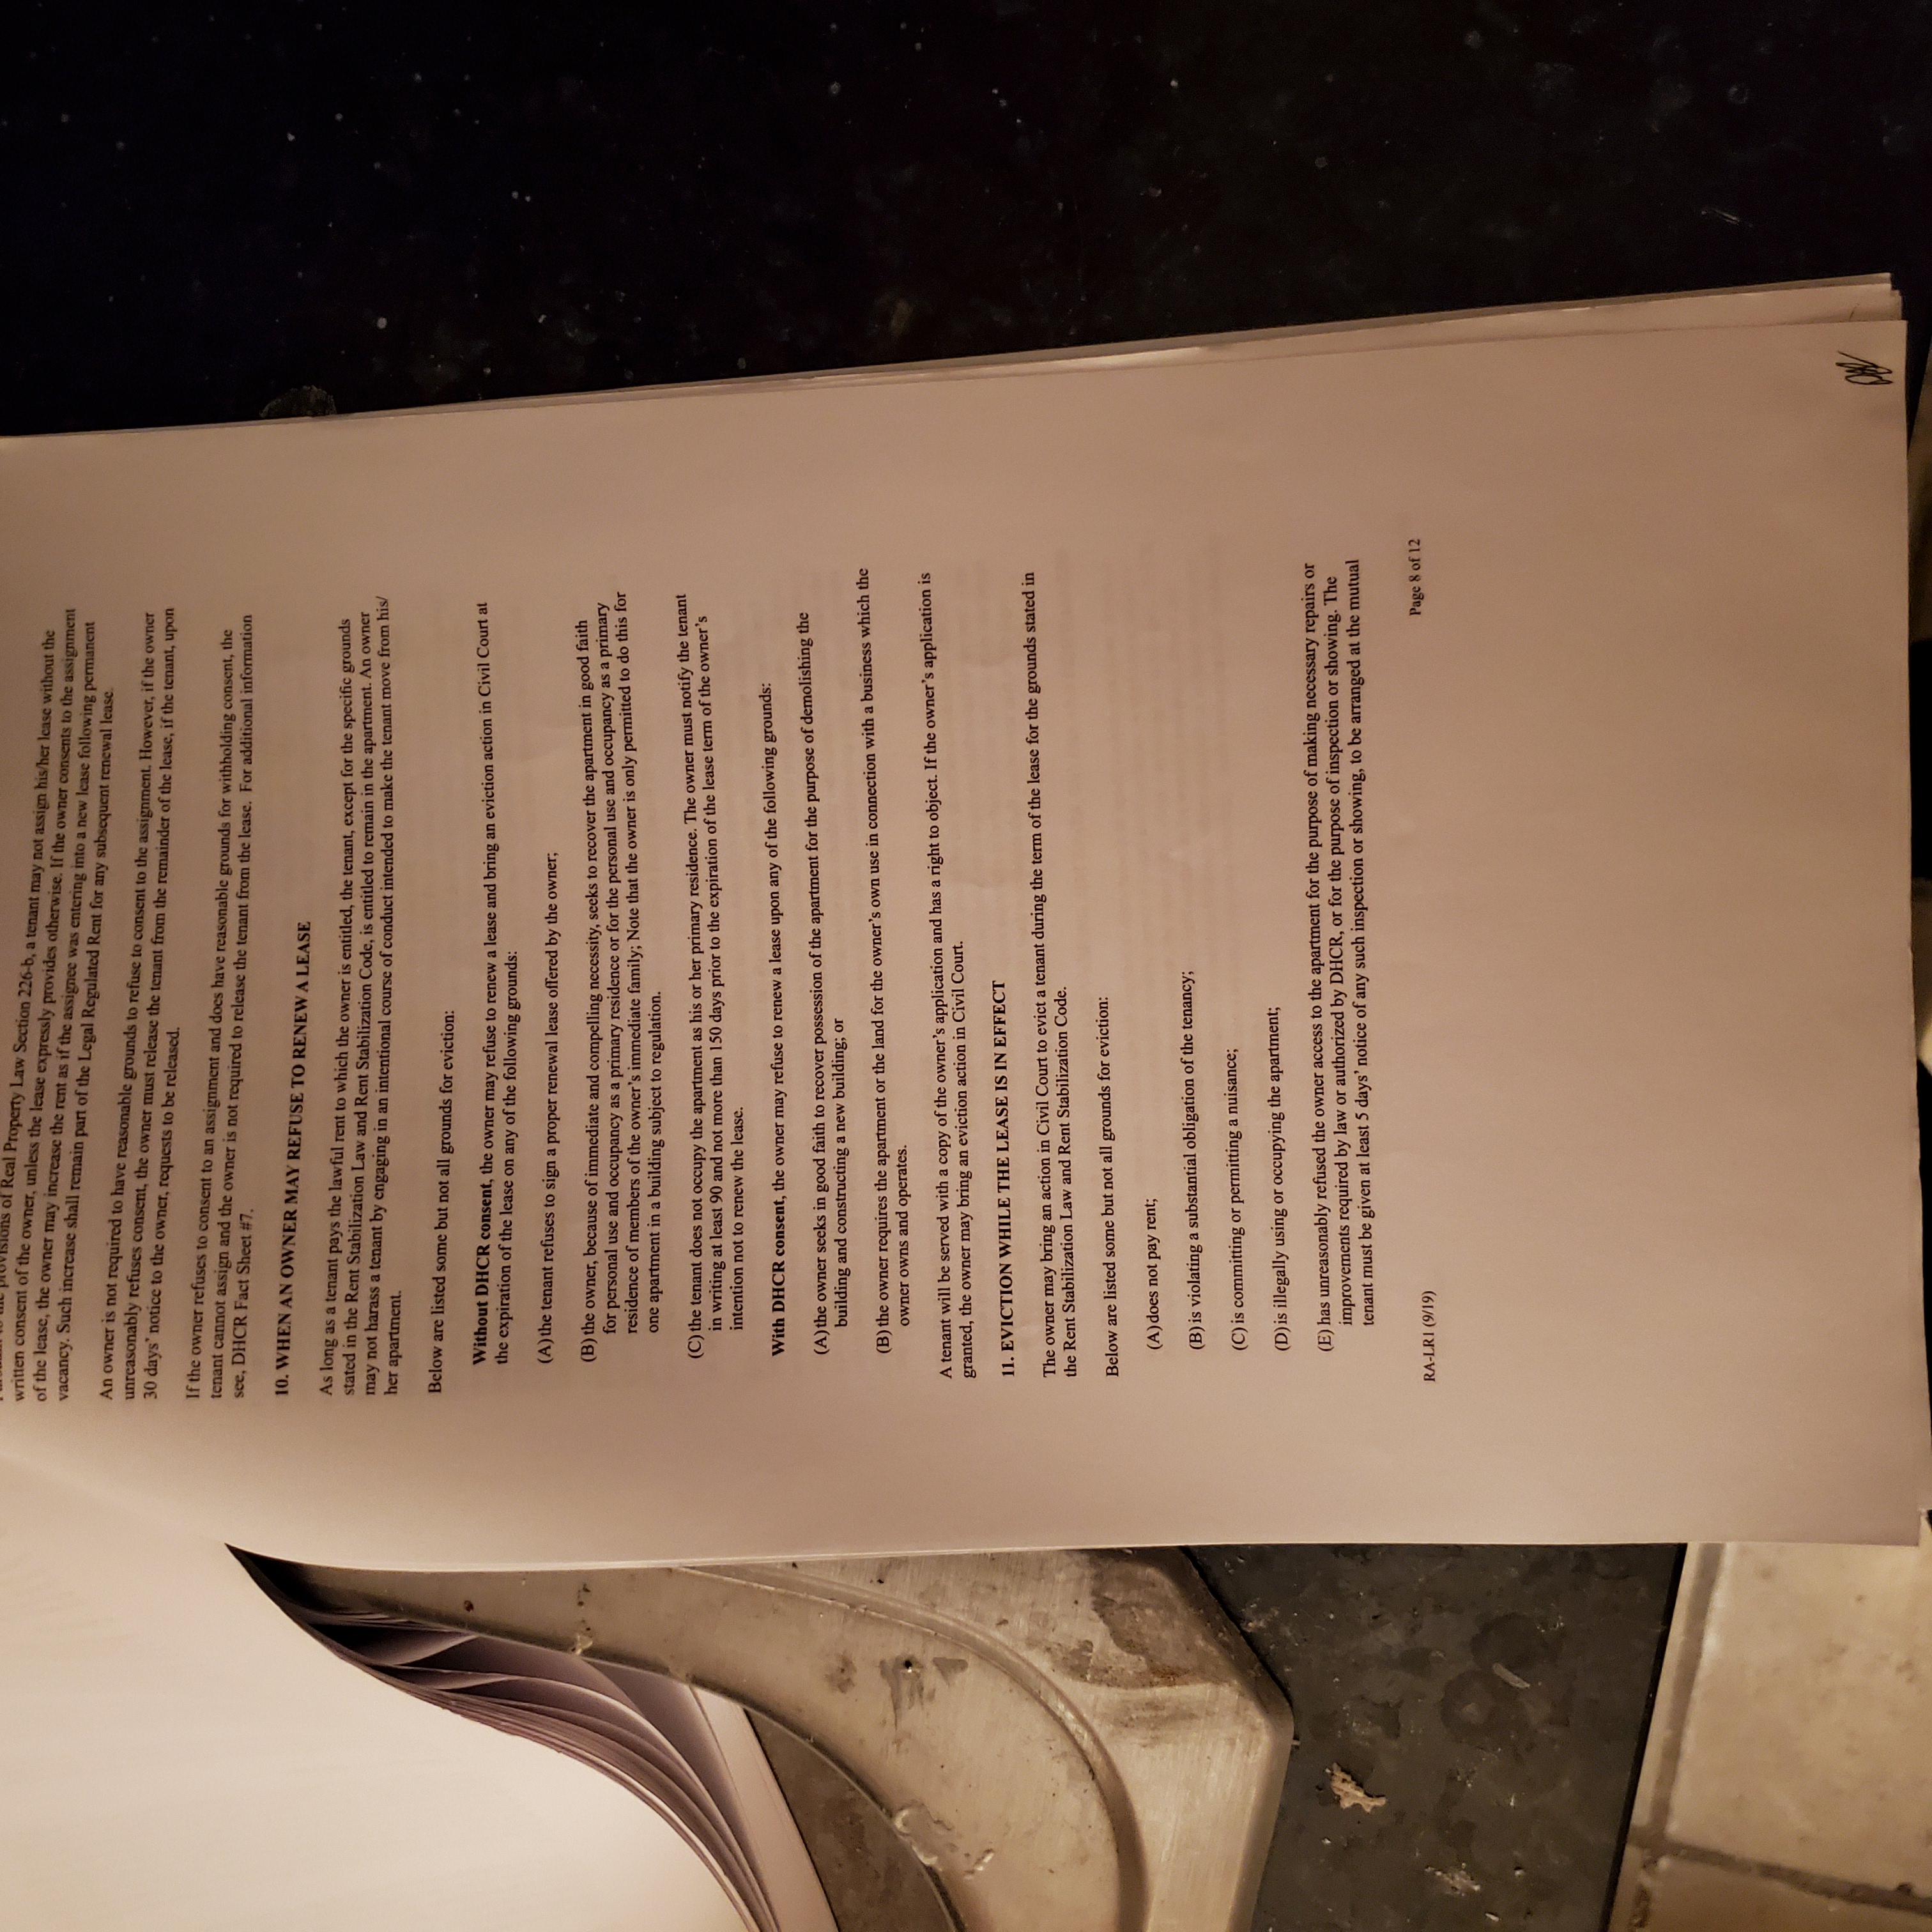 provisions of Real Property Law Section 226-b, a tenant may not assign his/her lease without the
written consent of the owner, unless the lease expressly provides otherwise. If the owner consents to the assignment
of the lease, the owner may increase the rent as if the assignee was entering into a new lease following permanent
vacancy. Such increase shall remain part of the Legal Regulated Rent for any subsequent renewal lease.
An owner is not required to have reasonable grounds to refuse to consent to the assignment. However, if the owner
unreasonably refuses consent, the owner must release the tenant from the remainder of the lease, if the tenant, upon
30 days’ notice to the owner, requests to be released.
If the owner refuses to consent to an assignment and does have reasonable grounds for withholding consent, the
tenant cannot assign and the owner is not required to release the tenant from the lease. For additional information
see, DHCR Fact Sheet #7.
10. WHEN AN OWNER MAY REFUSE TO RENEW A LEASE
As long as a tenant pays the lawful rent to which the owner is entitled, the tenant, except for the specific grounds
stated in the Rent Stabilization Law and Rent Stabilization Code, is entitled to remain in the apartment. An owner
may not harass a tenant by engaging in an intentional course of conduct intended to make the tenant move from his/
her apartment.
Below are listed some but not all grounds for eviction:
Without DHCR consent, the owner may refuse to renew a lease and bring an eviction action in Civil Court at
the expiration of the lease on any of the following grounds:
(A) the tenant refuses to sign a proper renewal lease offered by the owner;
(B) the owner, because of immediate and compelling necessity, seeks to recover the apartment in good faith
for personal use and occupancy as a primary residence or for the personal use and occupancy as a primary
residence of members of the owner’s immediate family; Note that the owner is only permitted to do this for
one apartment in a building subject to regulation.
(C) the tenant does not occupy the apartment as his or her primary residence. The owner must notify the tenant
in writing at least 90 and not more than 150 days prior to the expiration of the lease term of the owner’s
intention not to renew the lease.
With DHCR consent, the owner may refuse to renew a lease upon any of the following grounds:
(A) the owner seeks in good faith to recover possession of the apartment for the purpose of demolishing the
building and constructing a new building; or
(B) the owner requires the apartment or the land for the owner’s own use in connection with a business which the
owner owns and operates.
A tenant will be served with a copy of the owner’s application and has a right to object. If the owner’s application is
granted, the owner may bring an eviction action in Civil Court.
11. EVICTION WHILE THE LEASE IS IN EFFECT
The owner may bring an action in Civil Court to evict a tenant during the term of the lease for the grounds stated in
the Rent Stabilization Law and Rent Stabilization Code.
Below are listed some but not all grounds for eviction:
(A) does not pay rent;
(B) is violating a substantial obligation of the tenancy;
(C) is committing or permitting a nuisance;
(D) is illegally using or occupying the apartment;
(E) has unreasonably refused the owner access to the apartment for the purpose of making necessary repairs or
improvements required by law or authorized by DHCR, or for the purpose of inspection or showing. The
tenant must be given at least 5 days’ notice of any such inspection or showing, to be arranged at the mutual
RA-LR1 (9/19)
Page 8 of 12